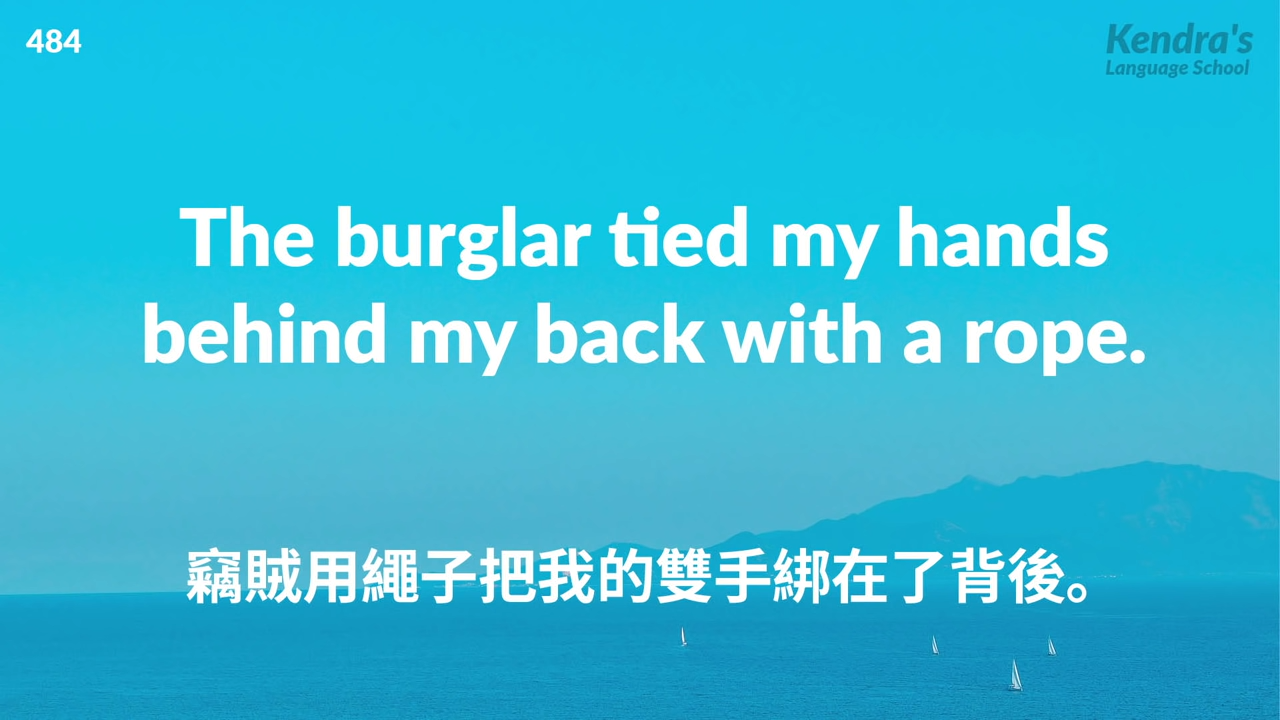 484
Kendra's
Language School
The burglar tied my hands
behind my back with a rope.
竊賊用繩子把我的雙手綁在了背後。